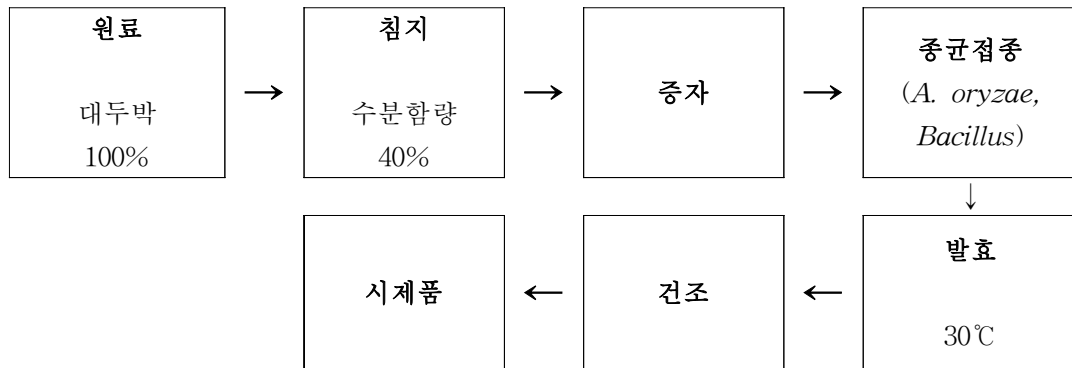 원료
대두박
100%
→
침지
수분함량
40%
→
증자
→
종균접종
(A. oryzae,
Bacillus)
↓
발효
30℃
←
건조
←
시제품